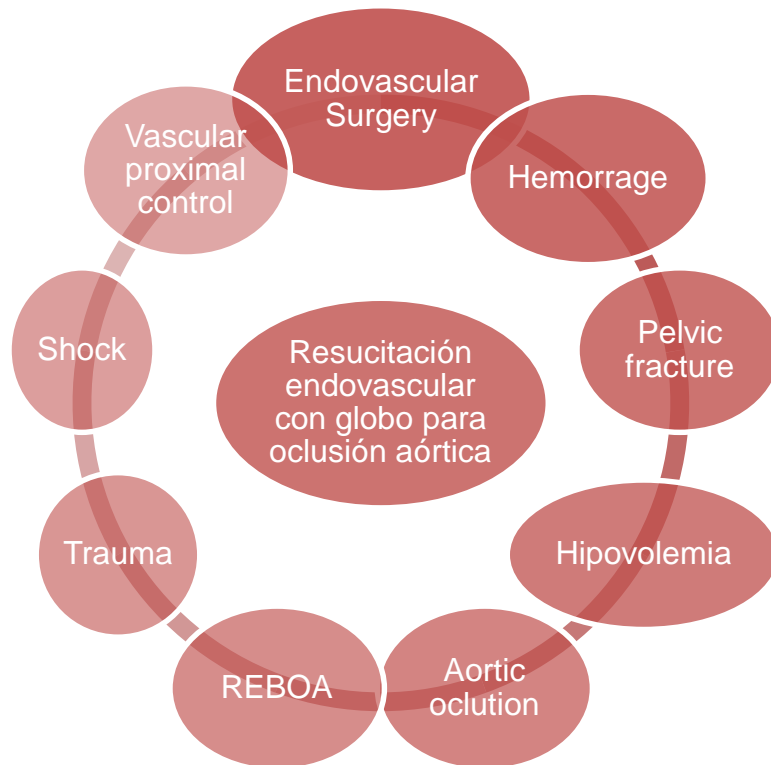 Endovascular
Surgery
Hemorrage
Pelvic
fracture
Hipovolemia
Aortic
oclution
REBOA
Trauma
Shock
Vascular
proximal
control
Resucitación
endovascular
con globo para
oclusión aórtica